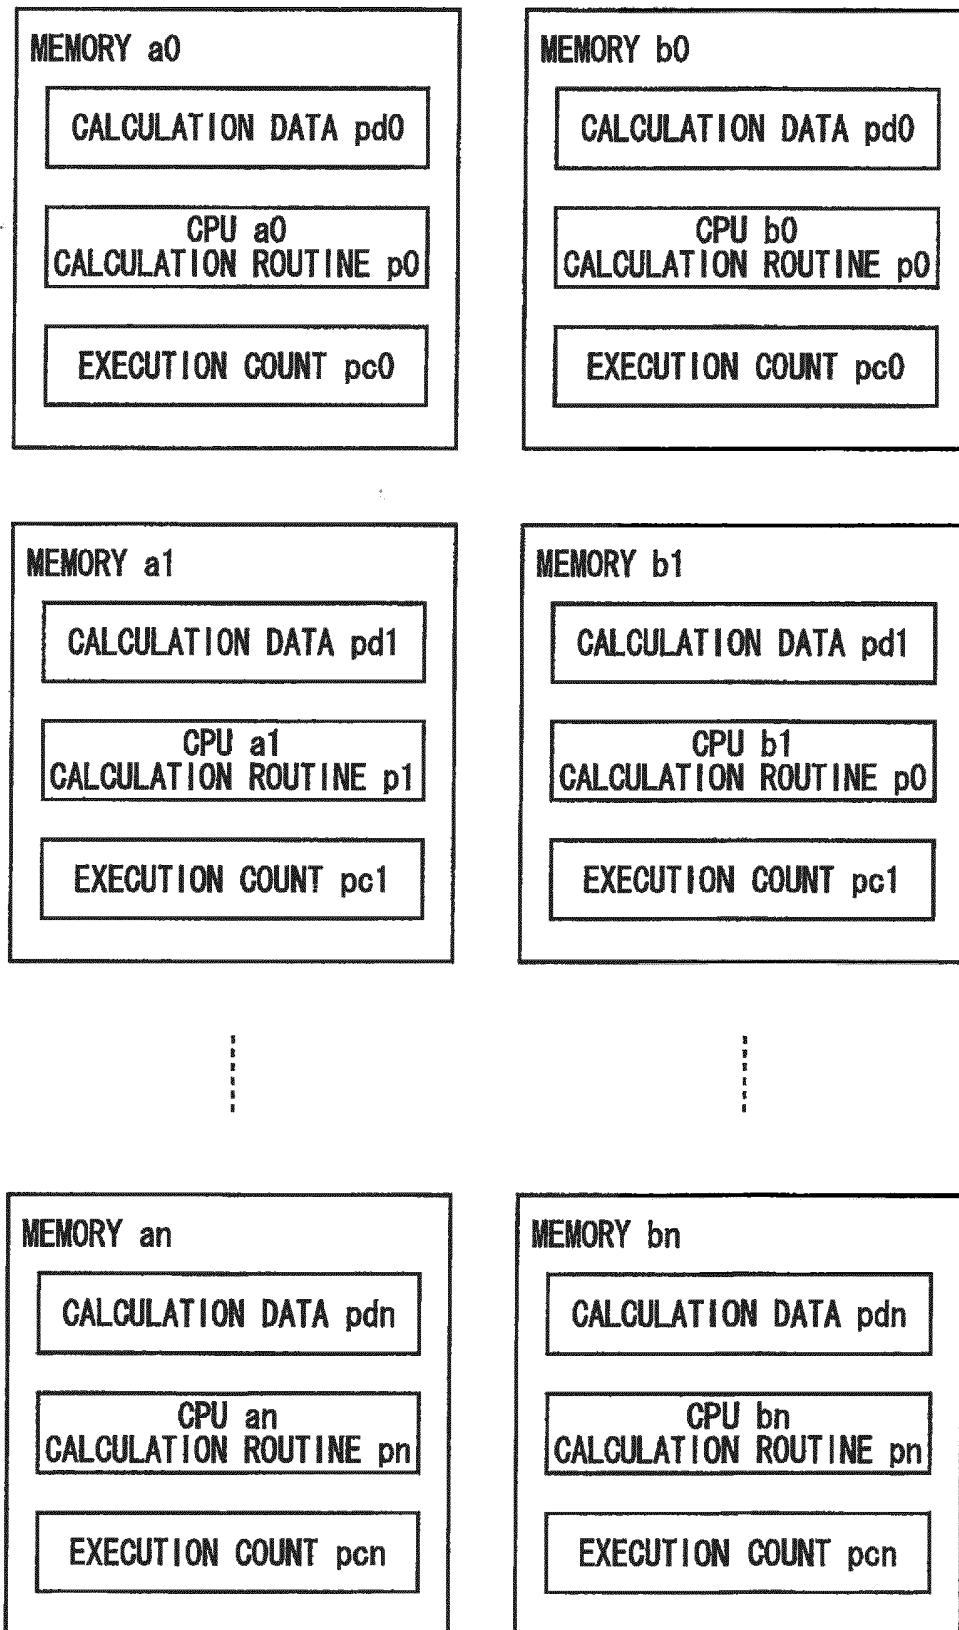 MEMORY a0
CALCULATION DATA pd0
CPU a0
CALCULATION ROUTINE p0
EXECUTION COUNT pc0
MEMORY b0
CALCULATION DATA pd0
CPU b0
CALCULATION ROUTINE p0
EXECUTION COUNT pc0
MEMORY a1
CALCULATION DATA pd1
CPU a1
CALCULATION ROUTINE p1
EXECUTION COUNT pc1
MEMORY b1
CALCULATION DATA pd1
CPU b1
CALCULATION ROUTINE p0
EXECUTION COUNT pc1
MEMORY an
CALCULATION DATA pdn
CPU an
CALCULATION ROUTINE pn
EXECUTION COUNT pcn
MEMORY bn
CALCULATION DATA pdn
CPU bn
CALCULATION ROUTINE pn
EXECUTION COUNT pcn